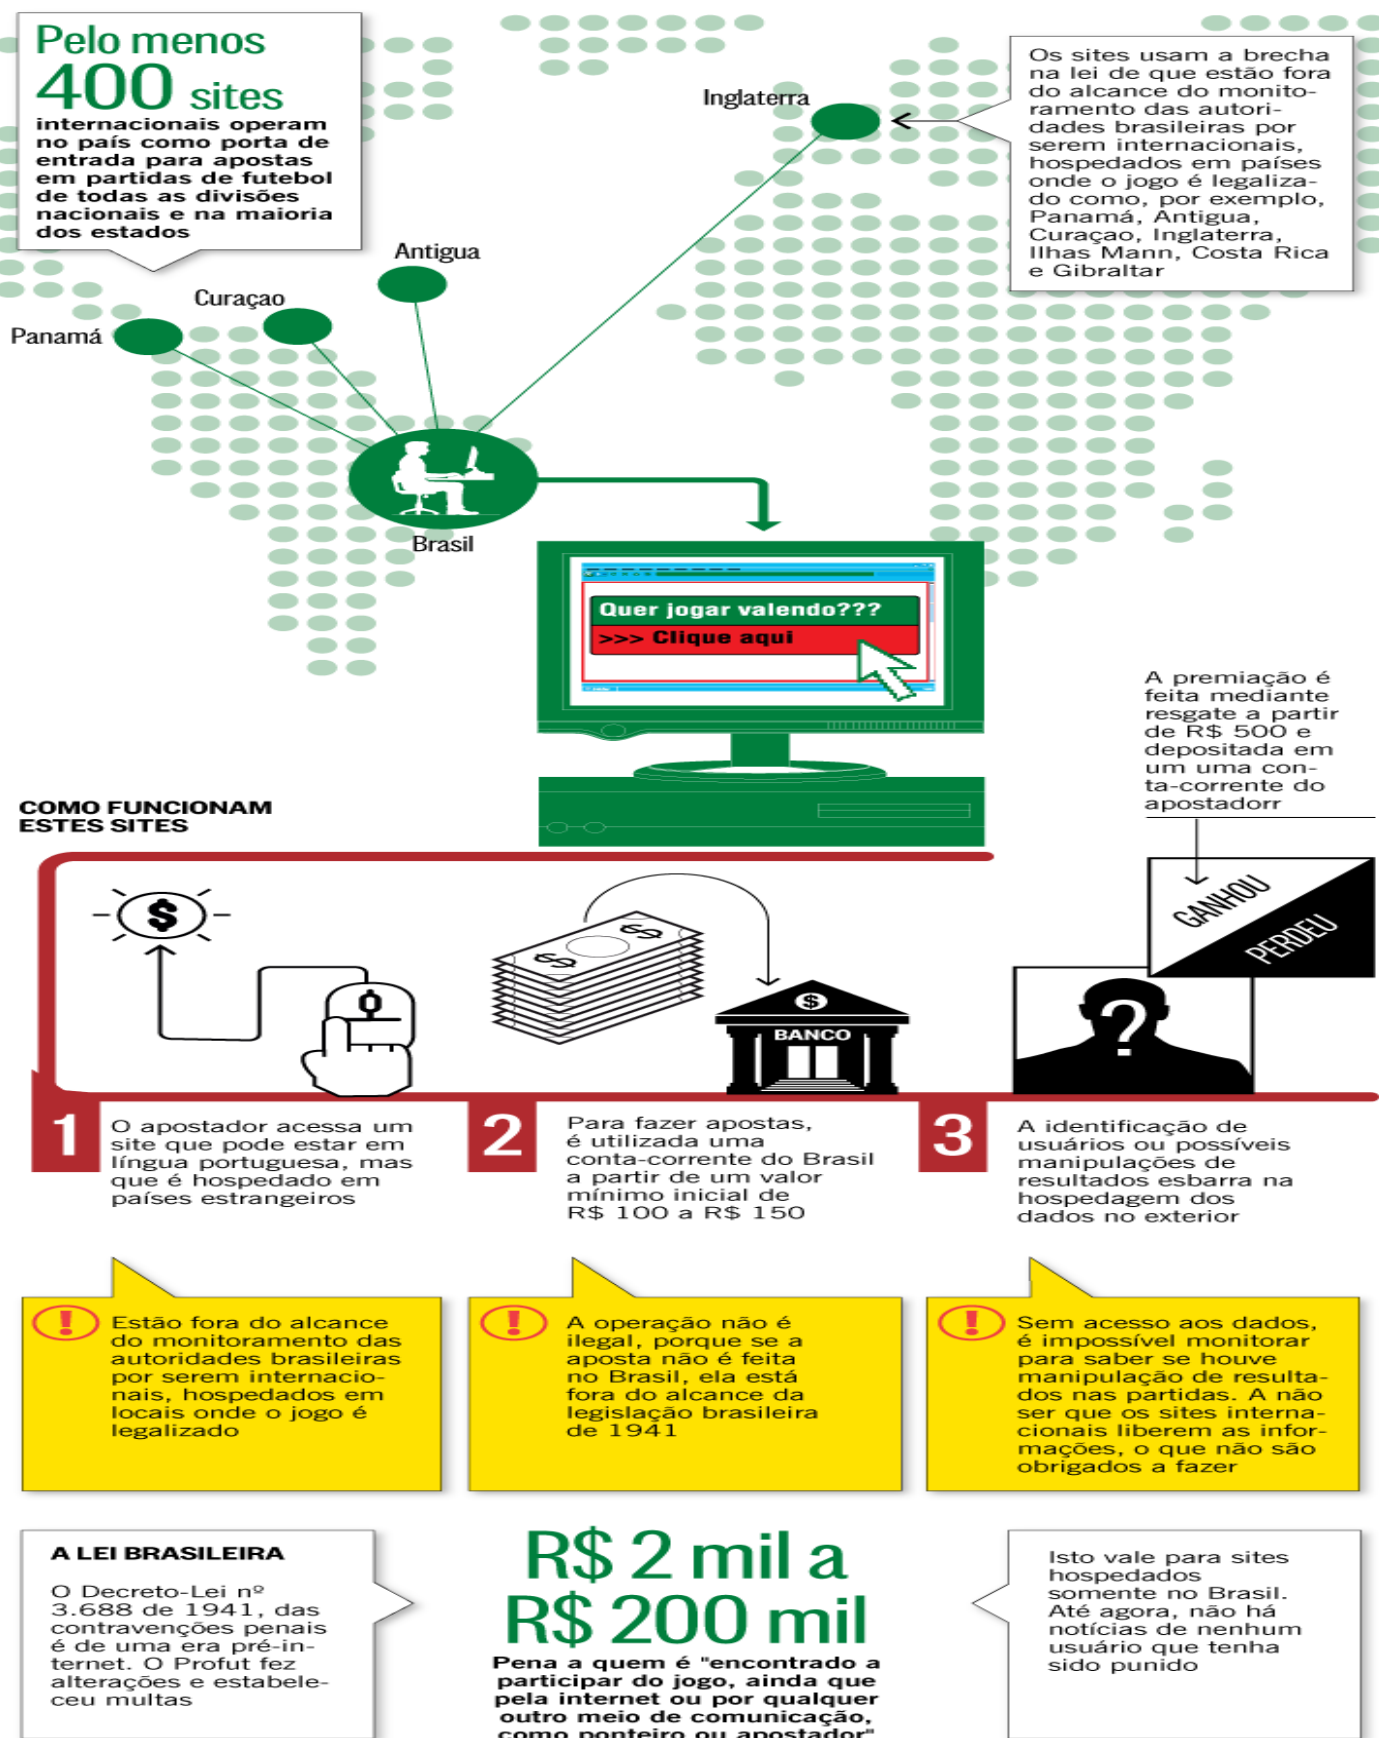 Pelo menos
400 sites
internacionais operam
no país como porta de
entrada para apostas
em partidas de futebol
de todas as divisões
nacionais e na maioria
dos estados
Inglaterra
Os sites usam a brecha
na lei de que estão fora
do alcance do monito-
ramento das autori-
dades brasileiras por
serem internacionais,
hospedados em países
onde o jogo é legaliza-
do como, por exemplo,
Panamá, Antigua,
Curaçao, Inglaterra,
Ilhas Mann, Costa Rica
e Gibraltar
Antigua
Curaçao
Panamá
Brasil
Quer jogar valendo???
>>> Clique aqui
A premiação é
feita mediante
resgate a partir
de R$ 500 e
depositada em
um uma con-
ta-corrente do
apostadorr
COMO FUNCIONAM
ESTES SITES
GANHOU
PERDEU
$
$ $
$
BANCO
?
1
O apostador acessa um
site que pode estar em
língua portuguesa, mas
que é hospedado em
países estrangeiros
2
Para fazer apostas,
é utilizada uma
conta-corrente do Brasil
a partir de um valor
mínimo inicial de
R$ 100 a R$ 150
3
A identificação de
usuários ou possíveis
manipulações de
resultados esbarra na
hospedagem dos
dados no exterior
!
Estão fora do alcance
do monitoramento das
autoridades brasileiras
por serem internacio-
nais, hospedados em
locais onde o jogo é
legalizado
!
A operação não é
ilegal, porque se a
aposta não é feita
no Brasil, ela está
fora do alcance da
legislação brasileira
de 1941
!
Sem acesso aos dados,
é impossível monitorar
para saber se houve
manipulação de resulta-
dos nas partidas. A não
ser que os sites interna-
cionais liberem as infor-
mações, o que não são
obrigados a fazer
A LEI BRASILEIRA
O Decreto-Lei nº
3.688 de 1941, das
contravenções penais
é de uma era pré-in-
ternet. O Profut fez
alterações e estabele-
ceu multas
R$ 2 mil a
R$ 200 mil
Pena a quem é "encontrado a
participar do jogo, ainda que
pela internet ou por qualquer
outro meio de comunicação,
como ponteiro ou apostador"
Isto vale para sites
hospedados
somente no Brasil.
Até agora, não há
notícias de nenhum
usuário que tenha
sido punido